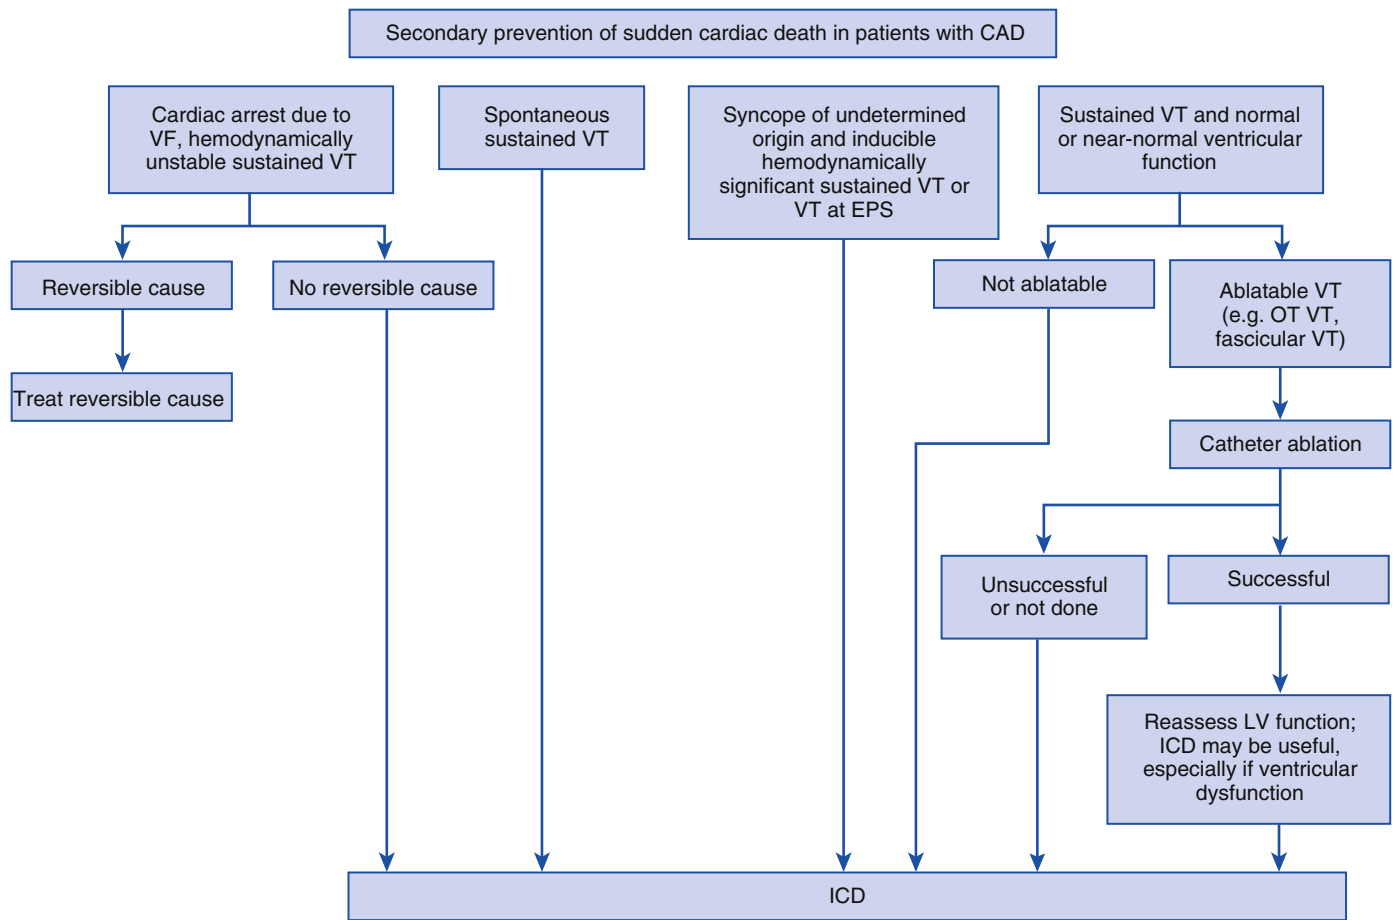 Secondary prevention of sudden cardiac death in patients with CAD
Cardiac arrest due to
VF, hemodynamically
unstable sustained VT
Spontaneous
sustained VT
Syncope of undetermined
origin and inducible
hemodynamically
significant sustained VT or
VT at EPS
Sustained VT and normal
or near-normal ventricular
function
Reversible cause
No reversible cause
Not ablatable
Ablatable VT
(e.g. OT VT,
fascicular VT)
Treat reversible cause
Catheter ablation
Unsuccessful
or not done
Successful
Reassess LV function;
ICD may be useful,
especially if ventricular
dysfunction
ICD